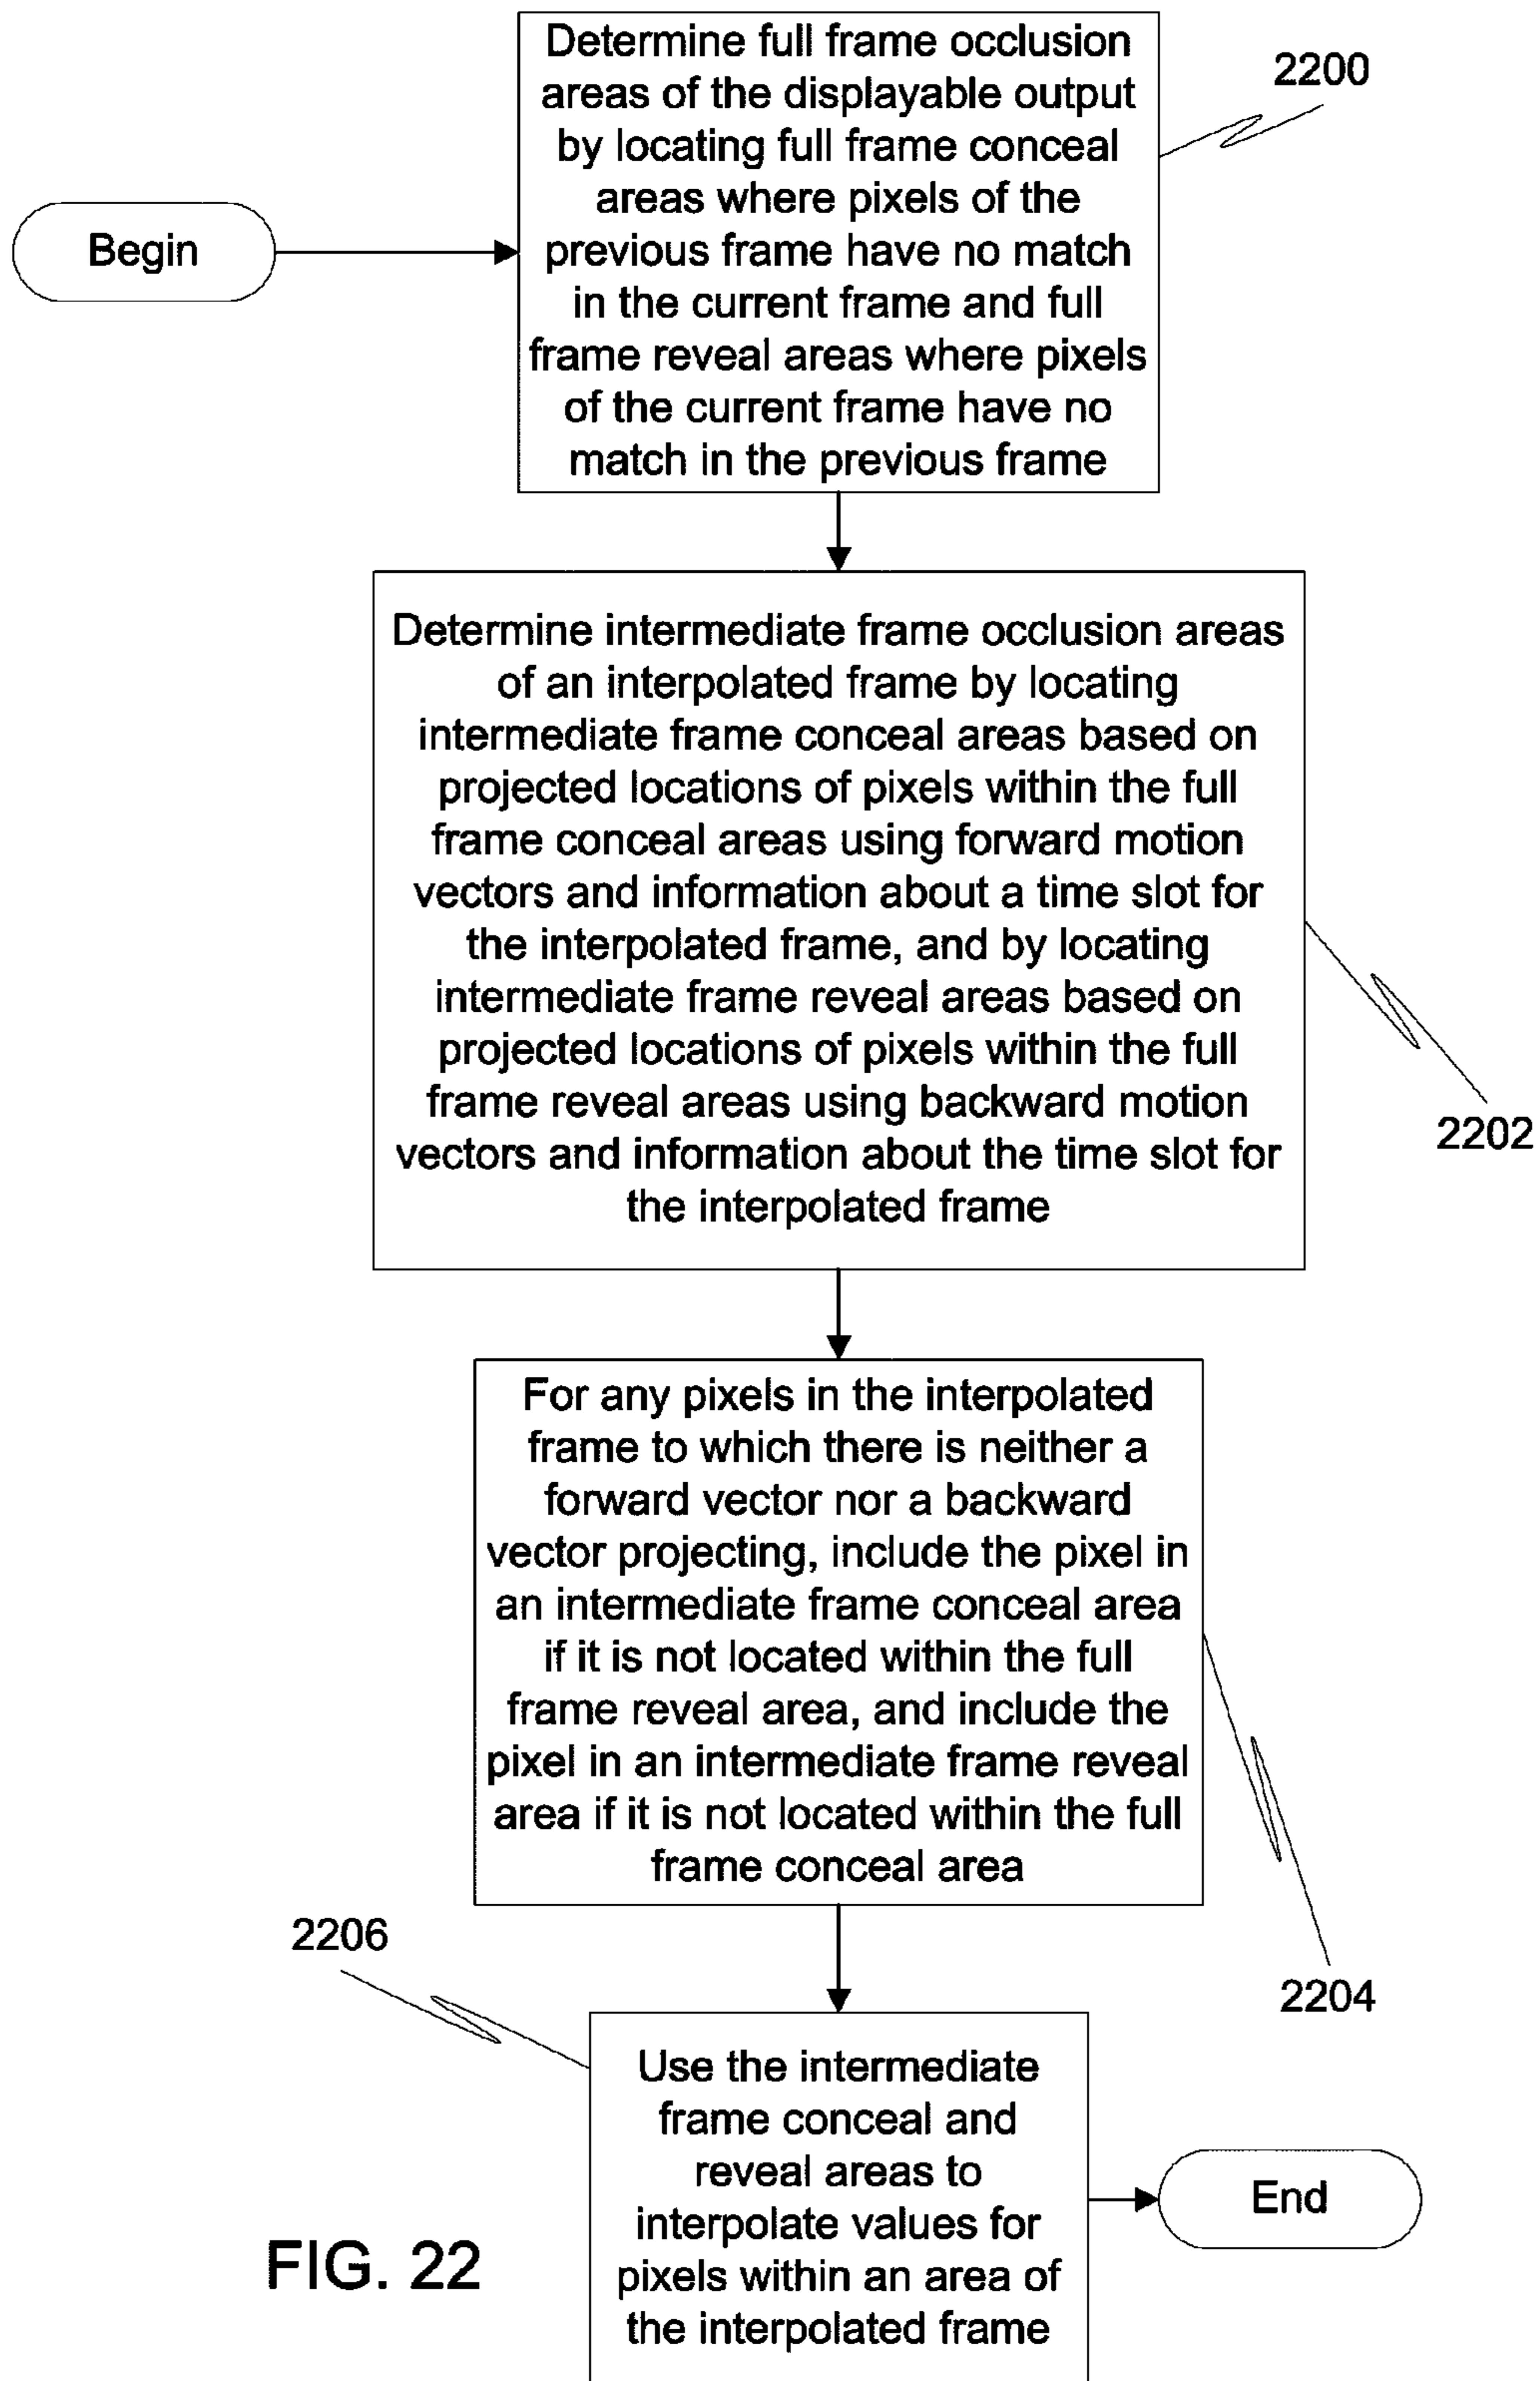 Determine full frame occlusion
areas of the displayable output
by locating full frame conceal
areas where pixels of the
previous frame have no match
in the current frame and full
frame reveal areas where pixels
of the current frame have no
match in the previous frame
2200
Begin
Determine intermediate frame occlusion areas
of an interpolated frame by locating
intermediate frame conceal areas based on
projected locations of pixels within the full
frame conceal areas using forward motion
vectors and information about a time slot for
the interpolated frame, and by locating
intermediate frame reveal areas based on
projected locations of pixels within the full
frame reveal areas using backward motion
vectors and information about the time slot for
the interpolated frame
2202
For any pixels in the interpolated
frame to which there is neither a
forward vector nor a backward
vector projecting, include the pixel in
an intermediate frame conceal area
if it is not located within the full
frame reveal area, and include the
pixel in an intermediate frame reveal
area if it is not located within the full
frame conceal area
2204
2206
Use the intermediate
frame conceal and
reveal areas to
interpolate values for
pixels within an area of
the interpolated frame
End
FIG. 22